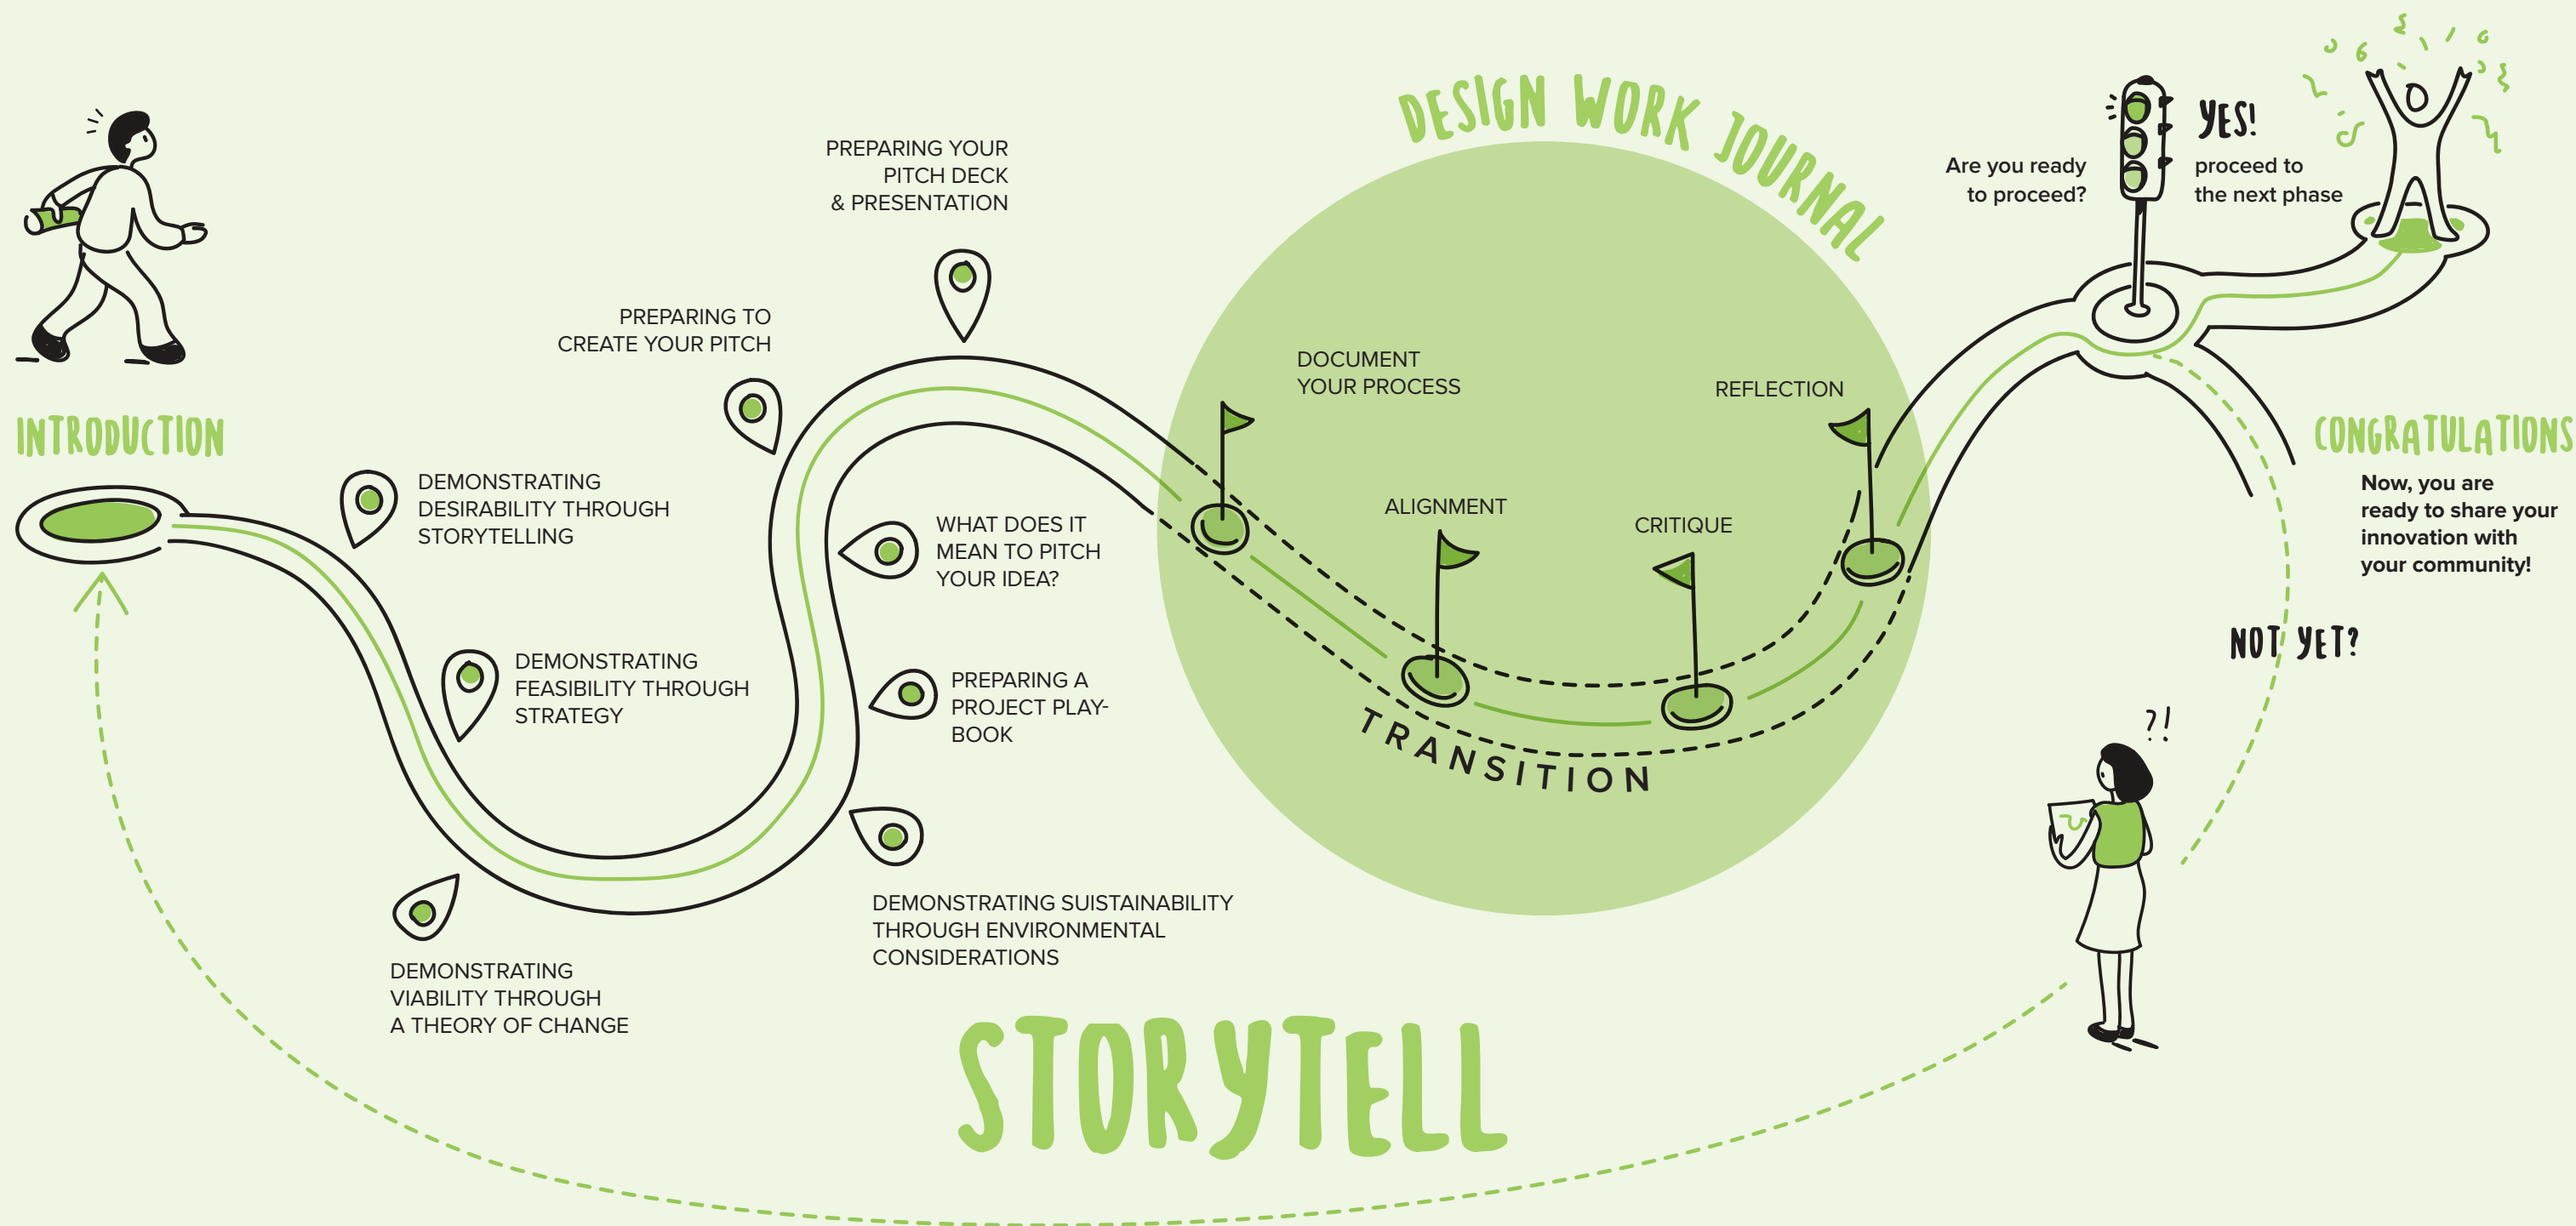 INTRODUCTION
DEMONSTRATING
DESIRABILITY THROUGH
STORYTELLING
DEMONSTRATING
FEASIBILITY THROUGH
STRATEGY
DEMONSTRATING
VIABILITY THROUGH
A THEORY OF CHANGE
DEMONSTRATING SUISTAINABILITY
THROUGH ENVIRONMENTAL
CONSIDERATIONS
PREPARING A
PROJECT PLAY-
BOOK
WHAT DOES IT
MEAN TO PITCH
YOUR IDEA?
PREPARING TO
CREATE YOUR PITCH
PREPARING YOUR
PITCH DECK
& PRESENTATION
DESIGN WORK JOURNAL
DOCUMENT
YOUR PROCESS
ALIGNMENT
CRITIQUE
REFLECTION
TRANSITION
Are you ready
to proceed?
YES!
proceed to
the next phase
CONGRATULATIONS
Now, you are
ready to share your
innovation with
your community!
NOT YET?
?!
STORYTELL